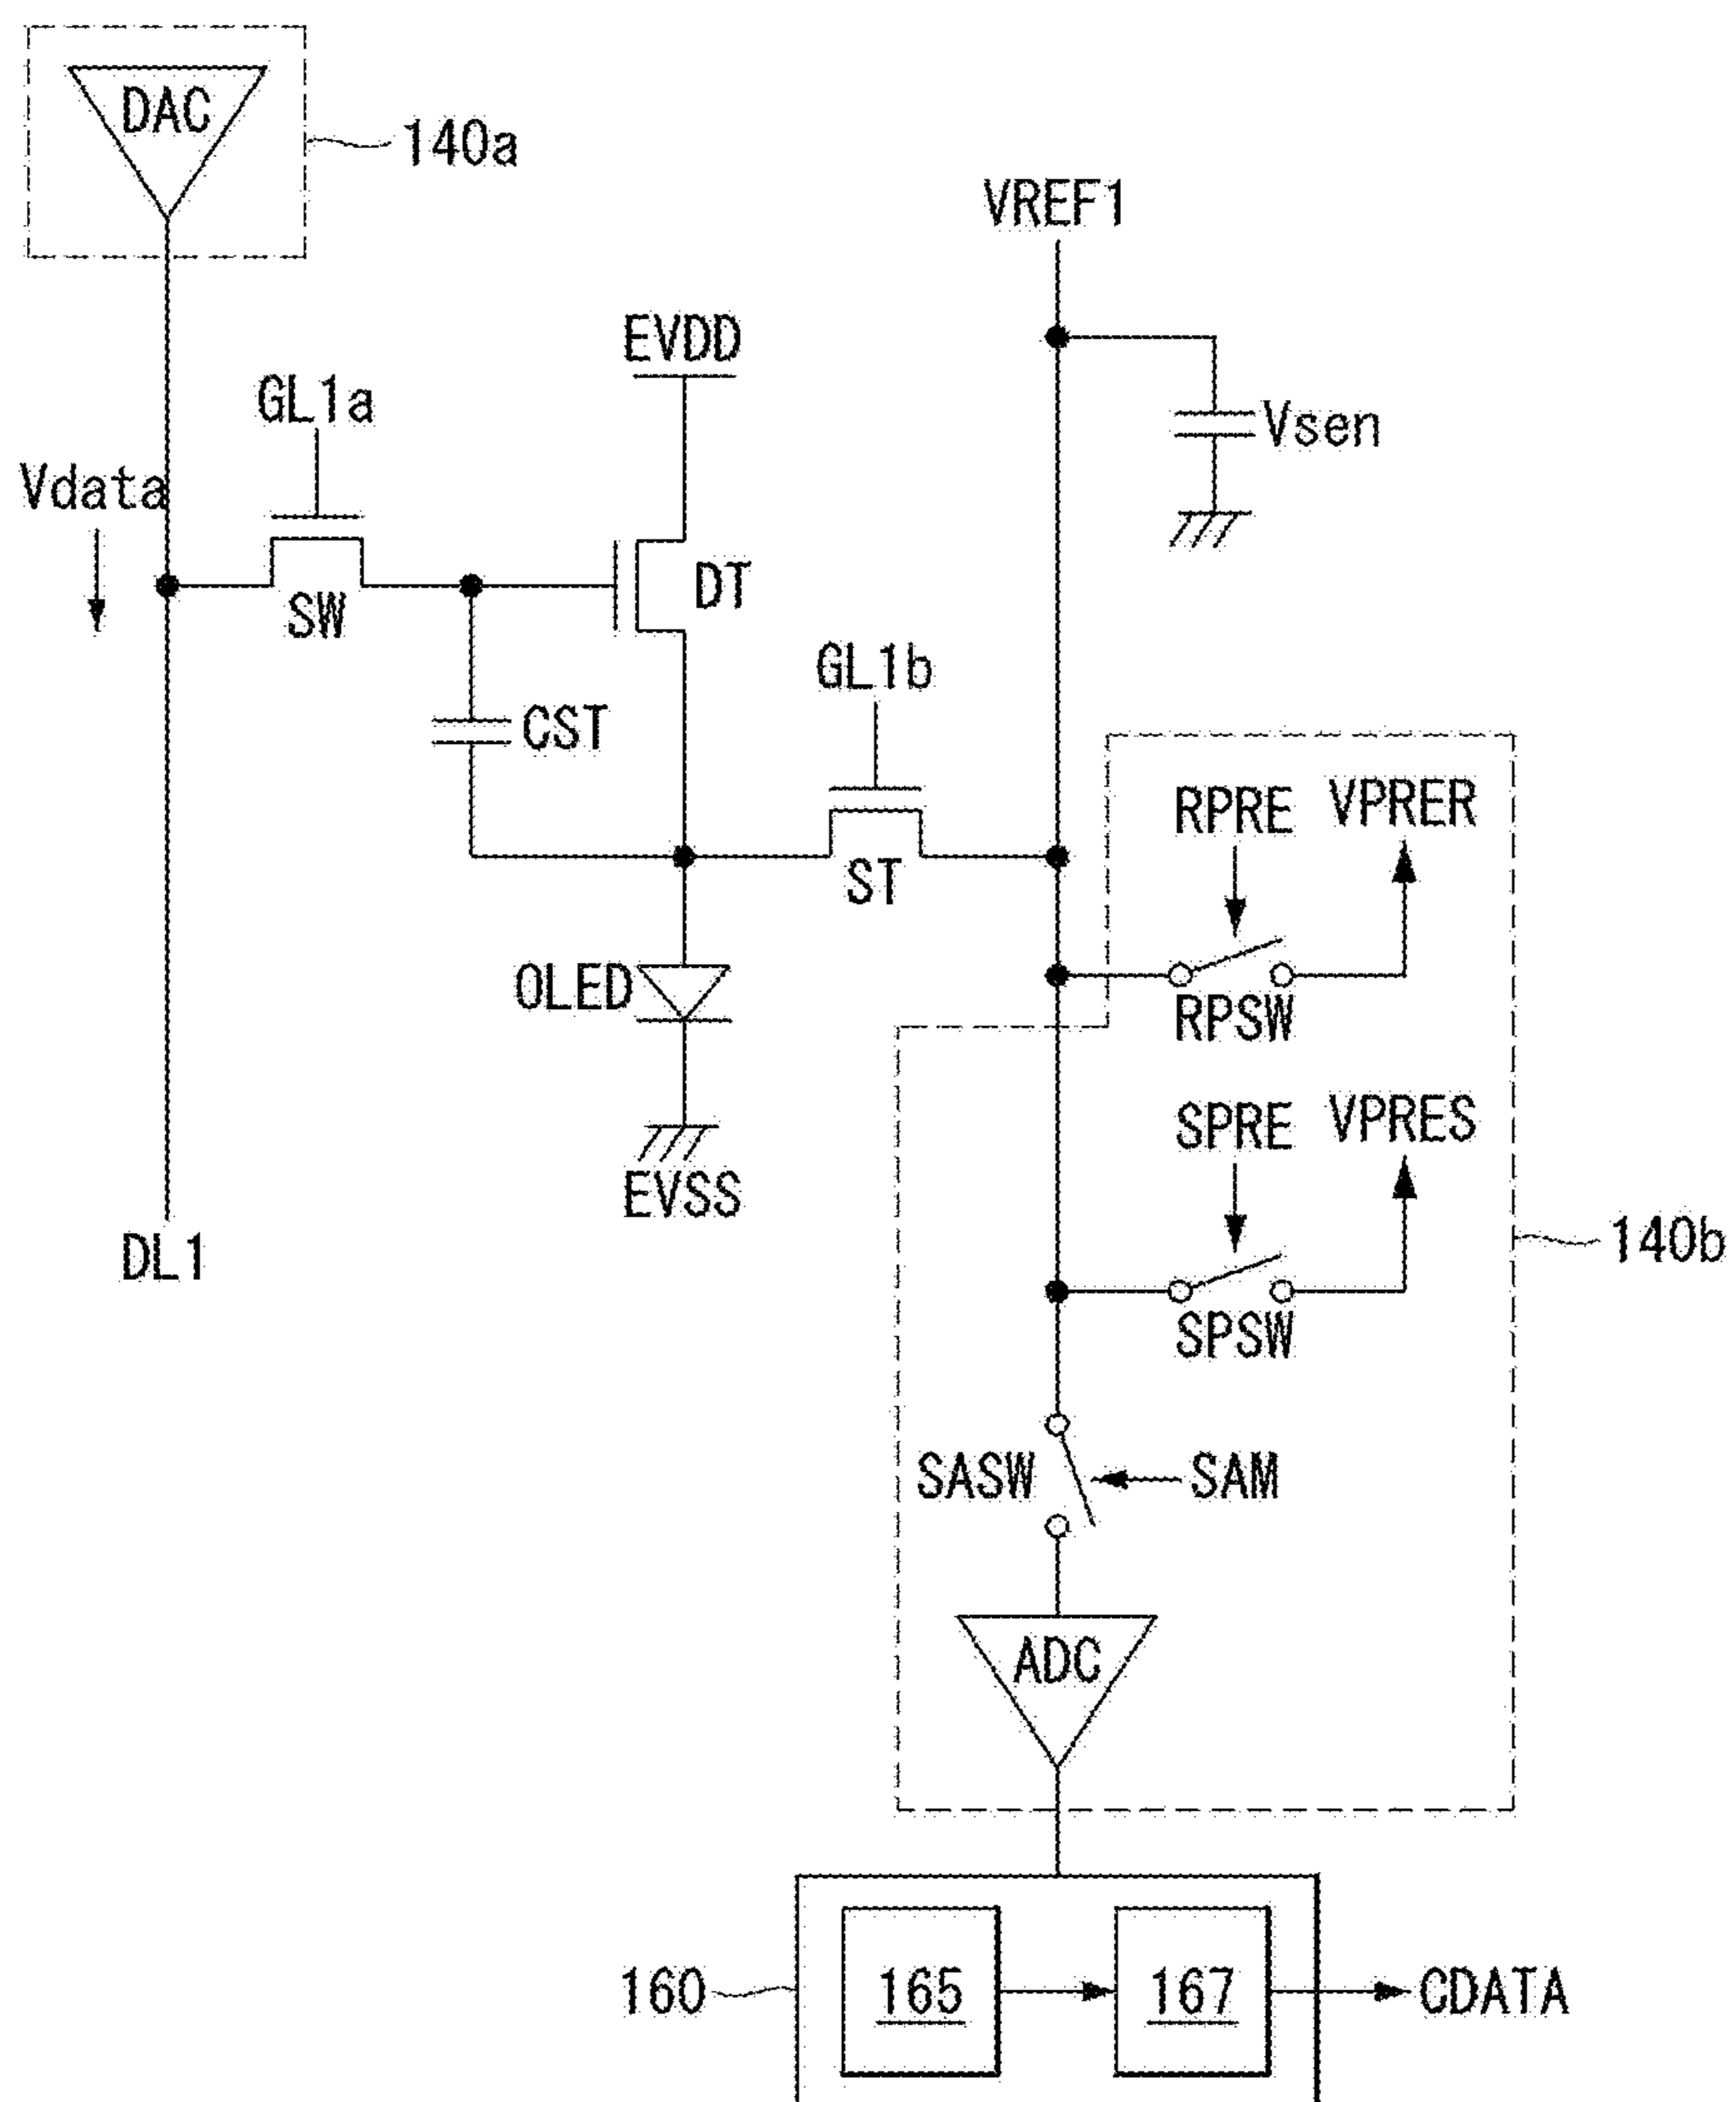 DAC
140a
VREF1
EVDD
GL1a
Vsen
Vdata
DT
SW
GL1b
CST
RPRE
VPRER
ST
OLED
RPSW
SPRE
VPRES
EVSS
140b
DL1
SPSW
SASW
SAM
ADC
160
165
167
CDATA